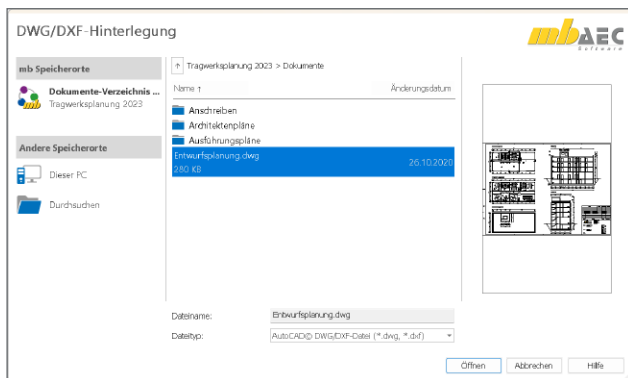 DWG/DXF-Hinterlegung
mb AEC
Software
mb Speicherorte
Dokumente-Verzeichnis ...
Tragwerksplanung 2023
Andere Speicherorte
Dieser PC
Durchsuchen
↑ Tragwerksplanung 2023 > Dokumente
Name ↑ Änderungsdatum
Anschreiben
Architektenpläne
Ausführungspläne
Entwurfsplanung.dwg 26.10.2020
280 KB
Dateiname: Entwurfsplanung.dwg
Dateityp: AutoCAD© DWG/DXF-Datei (*.dwg, *.dxf)
Öffnen Abbrechen Hilfe